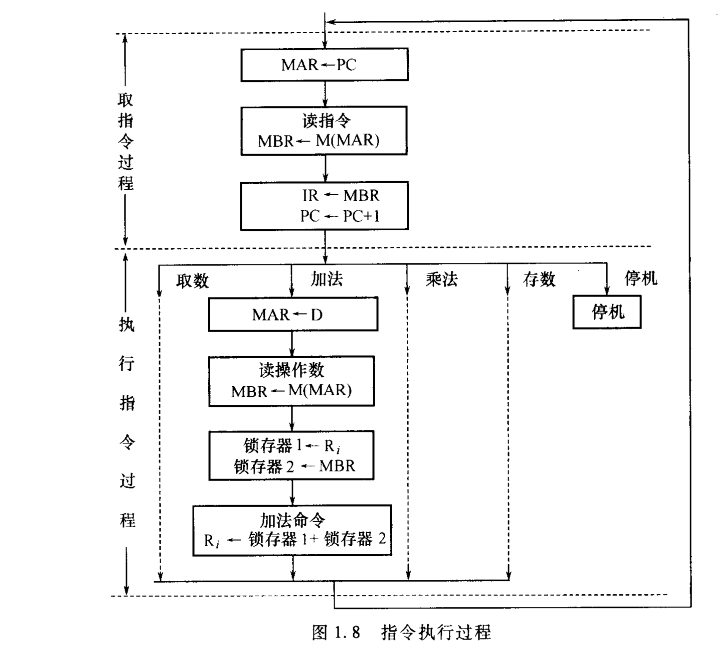 取指令过程
MAR←PC
读指令
MBR←M(MAR)
IR←MBR
PC←PC+1
执行指令过程
取数 加法 乘法 存数 停机
MAR←D
停机
读操作数
MBR←M(MAR)
锁存器1←Ri
锁存器2←MBR
加法命令
Ri←锁存器1+锁存器2
图1.8 指令执行过程